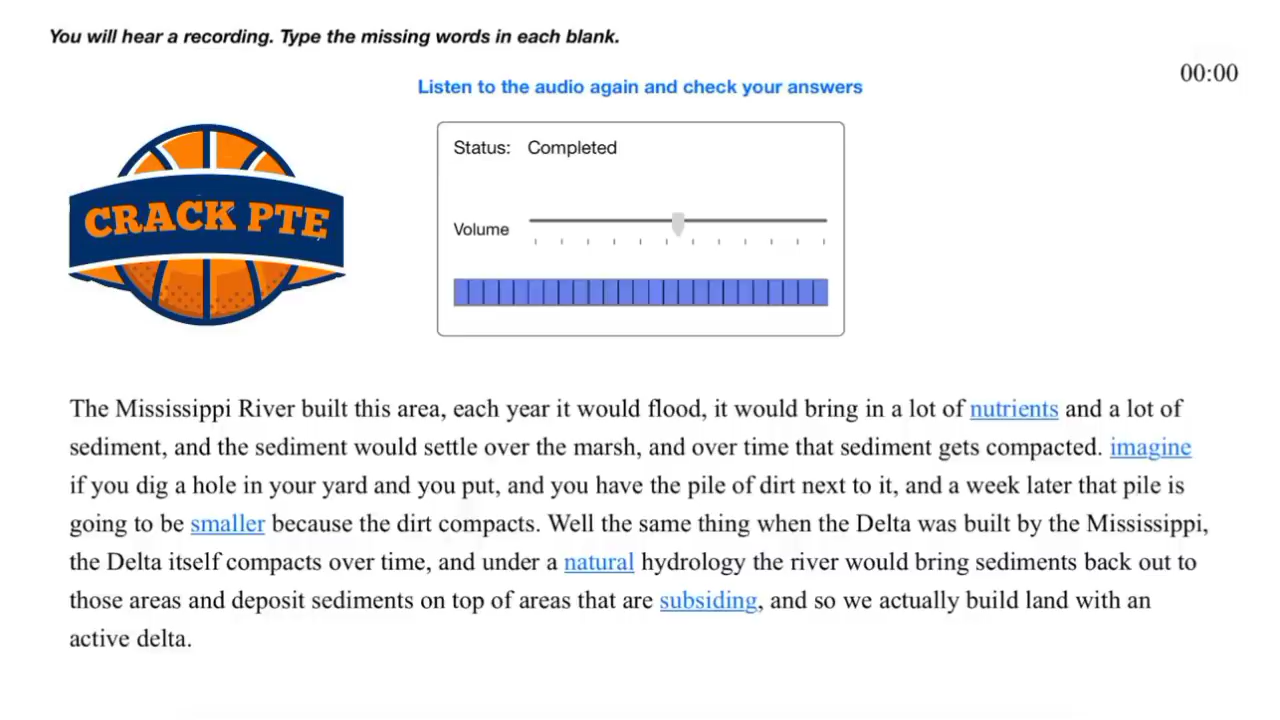 You will hear a recording. Type the missing words in each blank.
00:00
Listen to the audio again and check your answers
Status: Completed
CRACK PTE
Volume
The Mississippi River built this area, each year it would flood, it would bring in a lot of nutrients and a lot of
sediment, and the sediment would settle over the marsh, and over time that sediment gets compacted. imagine
if you dig a hole in your yard and you put, and you have the pile of dirt next to it, and a week later that pile is
going to be smaller because the dirt compacts. Well the same thing when the Delta was built by the Mississippi,
the Delta itself compacts over time, and under a natural hydrology the river would bring sediments back out to
those areas and deposit sediments on top of areas that are subsiding, and so we actually build land with an
active delta.